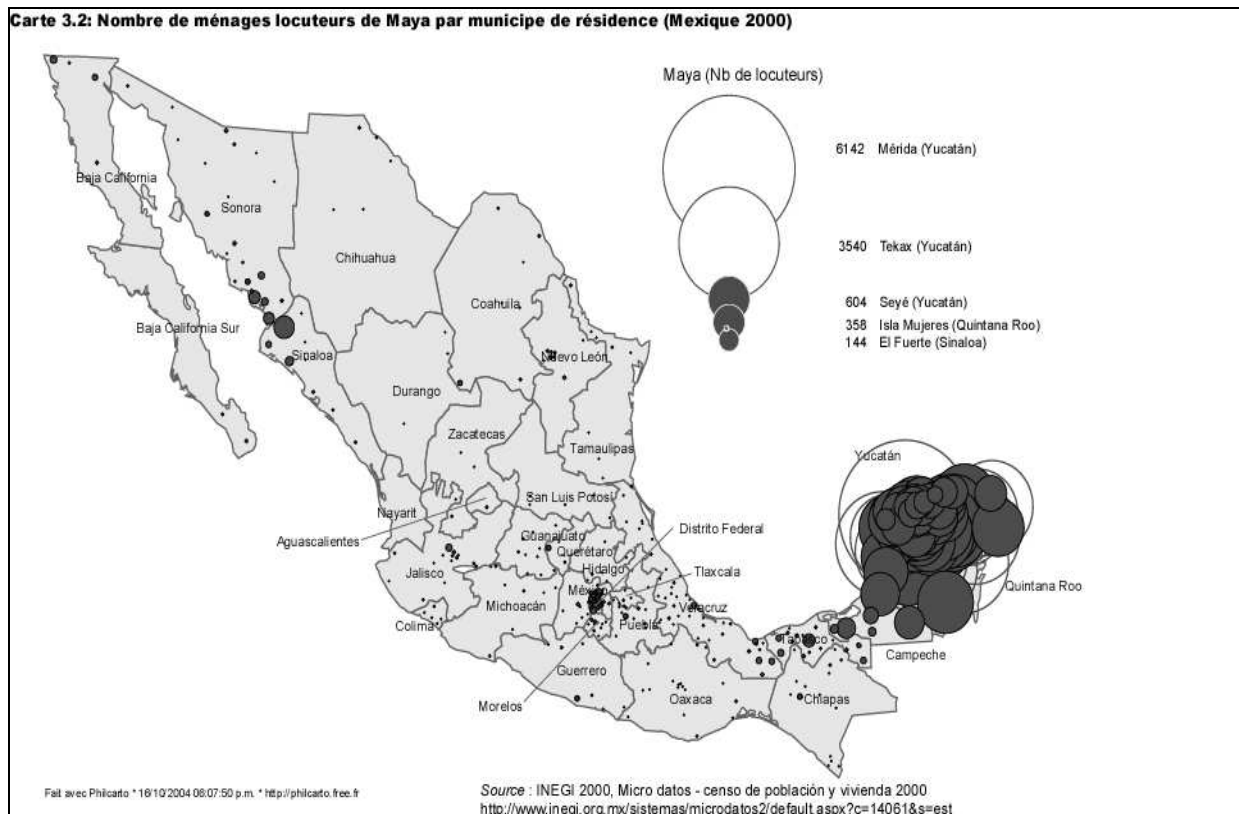 Carte 3.2: Nombre de ménages locuteurs de Maya par municipe de résidence (Mexique 2000)
Maya (Nb de locuteurs)
6142 Mérida (Yucatán)
3540 Tekax (Yucatán)
604 Seyé (Yucatán)
358 Isla Mujeres (Quintana Roo)
144 El Fuerte (Sinaloa)
Baja California
Sonora
Chihuahua
Coahuila
Baja California Sur
Sinaloa
Nuevo León
Durango
Zacatecas
Tamaulipas
Yucatán
San Luis Potosí
Nayarit
Aguascalientes
Guanajuato
Distrito Federal
Querétaro
Hidalgo
Tlaxcala
Jalisco
México
Quintana Roo
Michoacán
Veracruz
Colima
Puebla
Tabasco
Campeche
Guerrero
Morelos
Oaxaca
Chiapas
Fait avec Philcarto * 16/10/2004 06:07:50 p.m. * http://philcarto.free.fr
Source : INEGI 2000, Micro datos - censo de población y vivienda 2000
http://www.inegi.org.mx/sistemas/microdatos2/default.aspx?c=14061&s=est